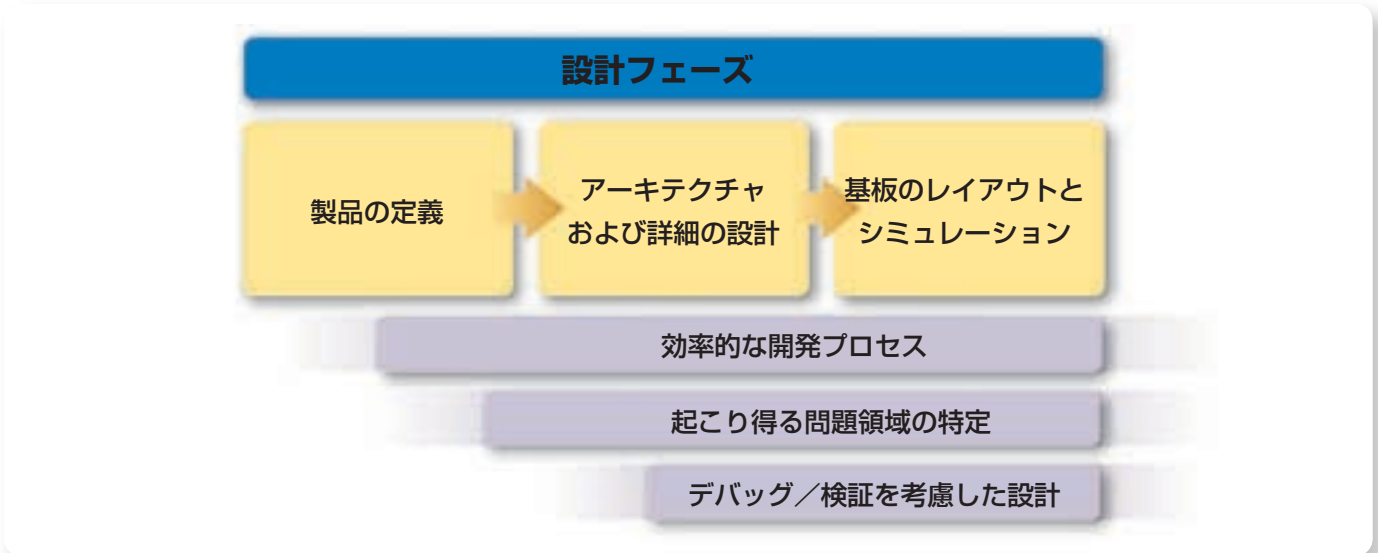 設計フェーズ
製品の定義
アーキテクチャ
および詳細の設計
基板のレイアウトと
シミュレーション
効率的な開発プロセス
起こり得る問題領域の特定
デバッグ／検証を考慮した設計